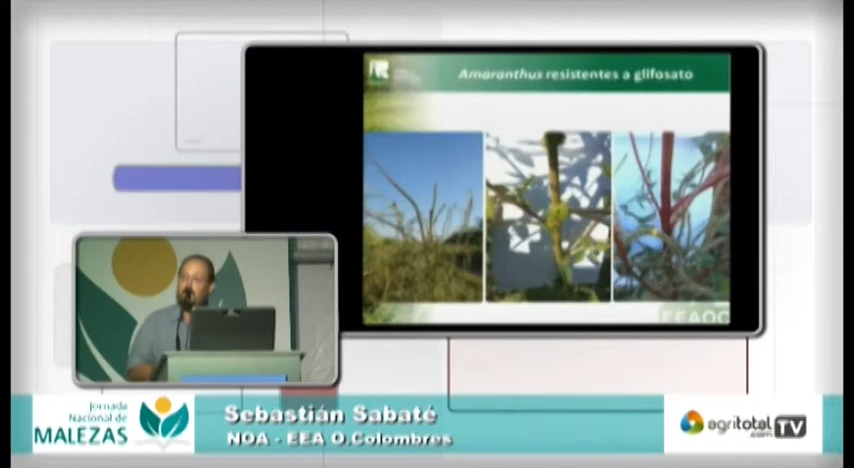 Amaranthus resistentes a glifosato
EEAOC
Jornada
Nacional de
MALEZAS
Sebastián Sabaté
NOA - EEA O.Colombres
agritotal
.com
TV